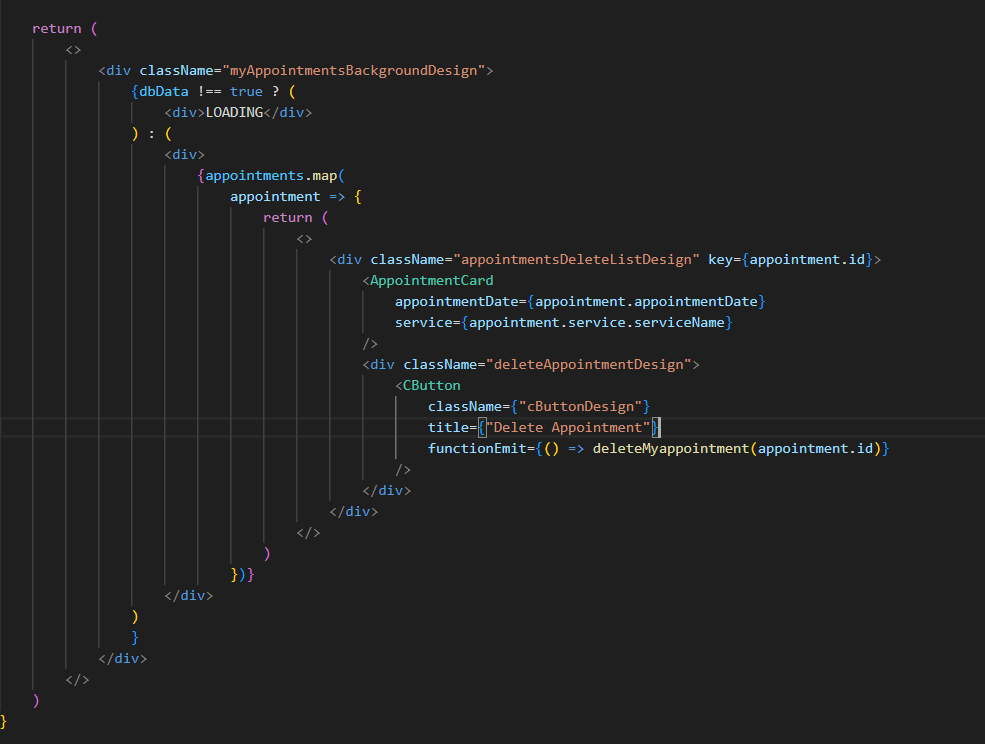 return (
<>
<div className="myAppointmentsBackgroundDesign">
{dbData !== true ? (
<div>LOADING</div>
) : (
<div>
{appointments.map(
appointment => {
return (
<>
<div className="appointmentsDeleteListDesign" key={appointment.id}>
<AppointmentCard
appointmentDate={appointment.appointmentDate}
service={appointment.service.serviceName}
/>
<div className="deleteAppointmentDesign">
<CButton
className={"cButtonDesign"}
title={"Delete Appointment"}
functionEmit={() => deleteMyappointment(appointment.id)}
/>
</div>
</div>
</>
)
})}
</div>
)
}
</div>
</>
)
}